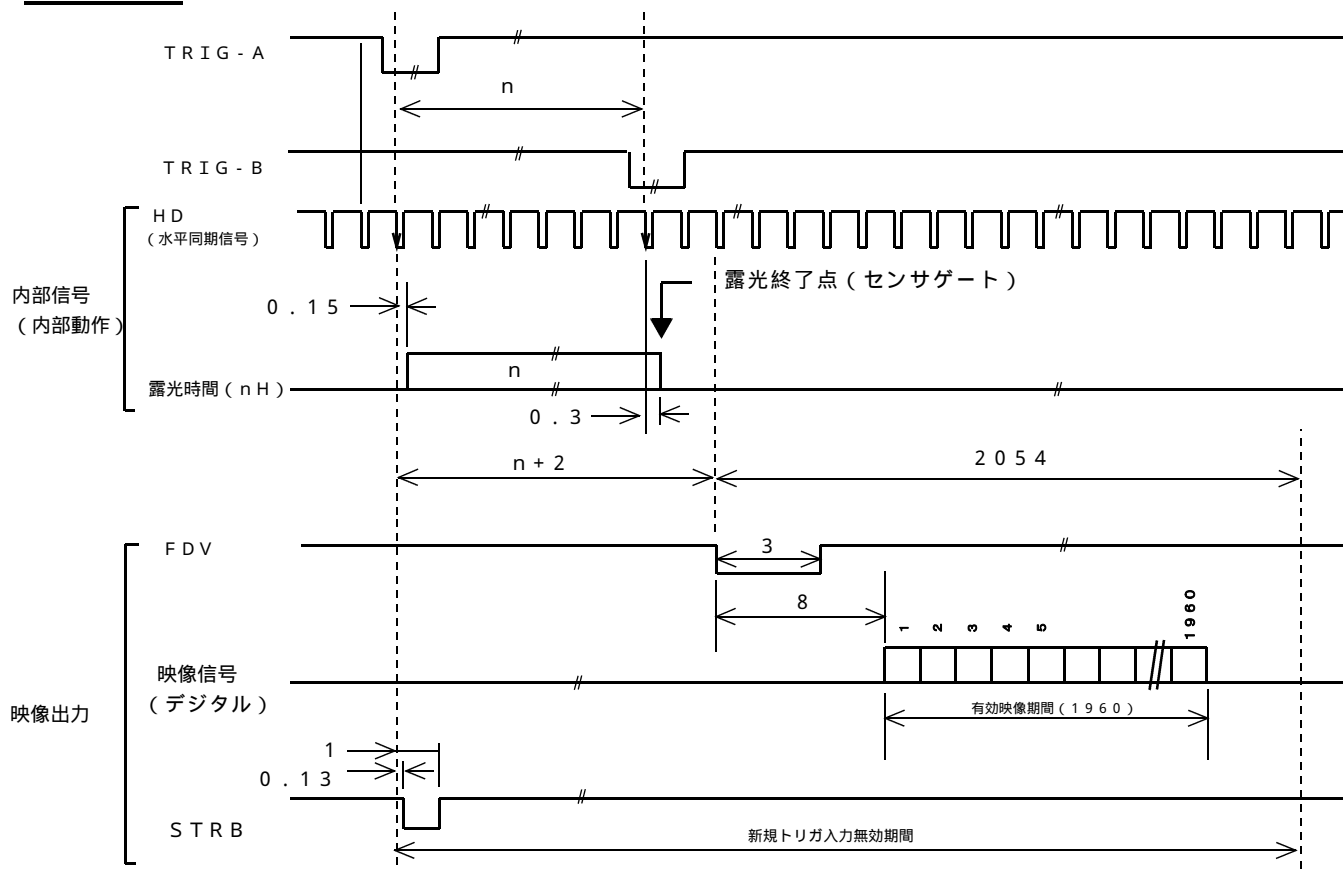 ＴＲＩＧ-Ａ
ｎ
ＴＲＩＧ-Ｂ
ＨＤ
（水平同期信号）
露光終了点（センサゲート）
内部信号
（内部動作）
０．１５
ｎ
露光時間（ｎＨ）
０．３
ｎ+２
２０５４
ＦＤＶ
３
８
１
２
３
４
５
１９６０
映像信号
（デジタル）
映像出力
有効映像期間（１９６０）
１
０．１３
ＳＴＲＢ
新規トリガ入力無効期間